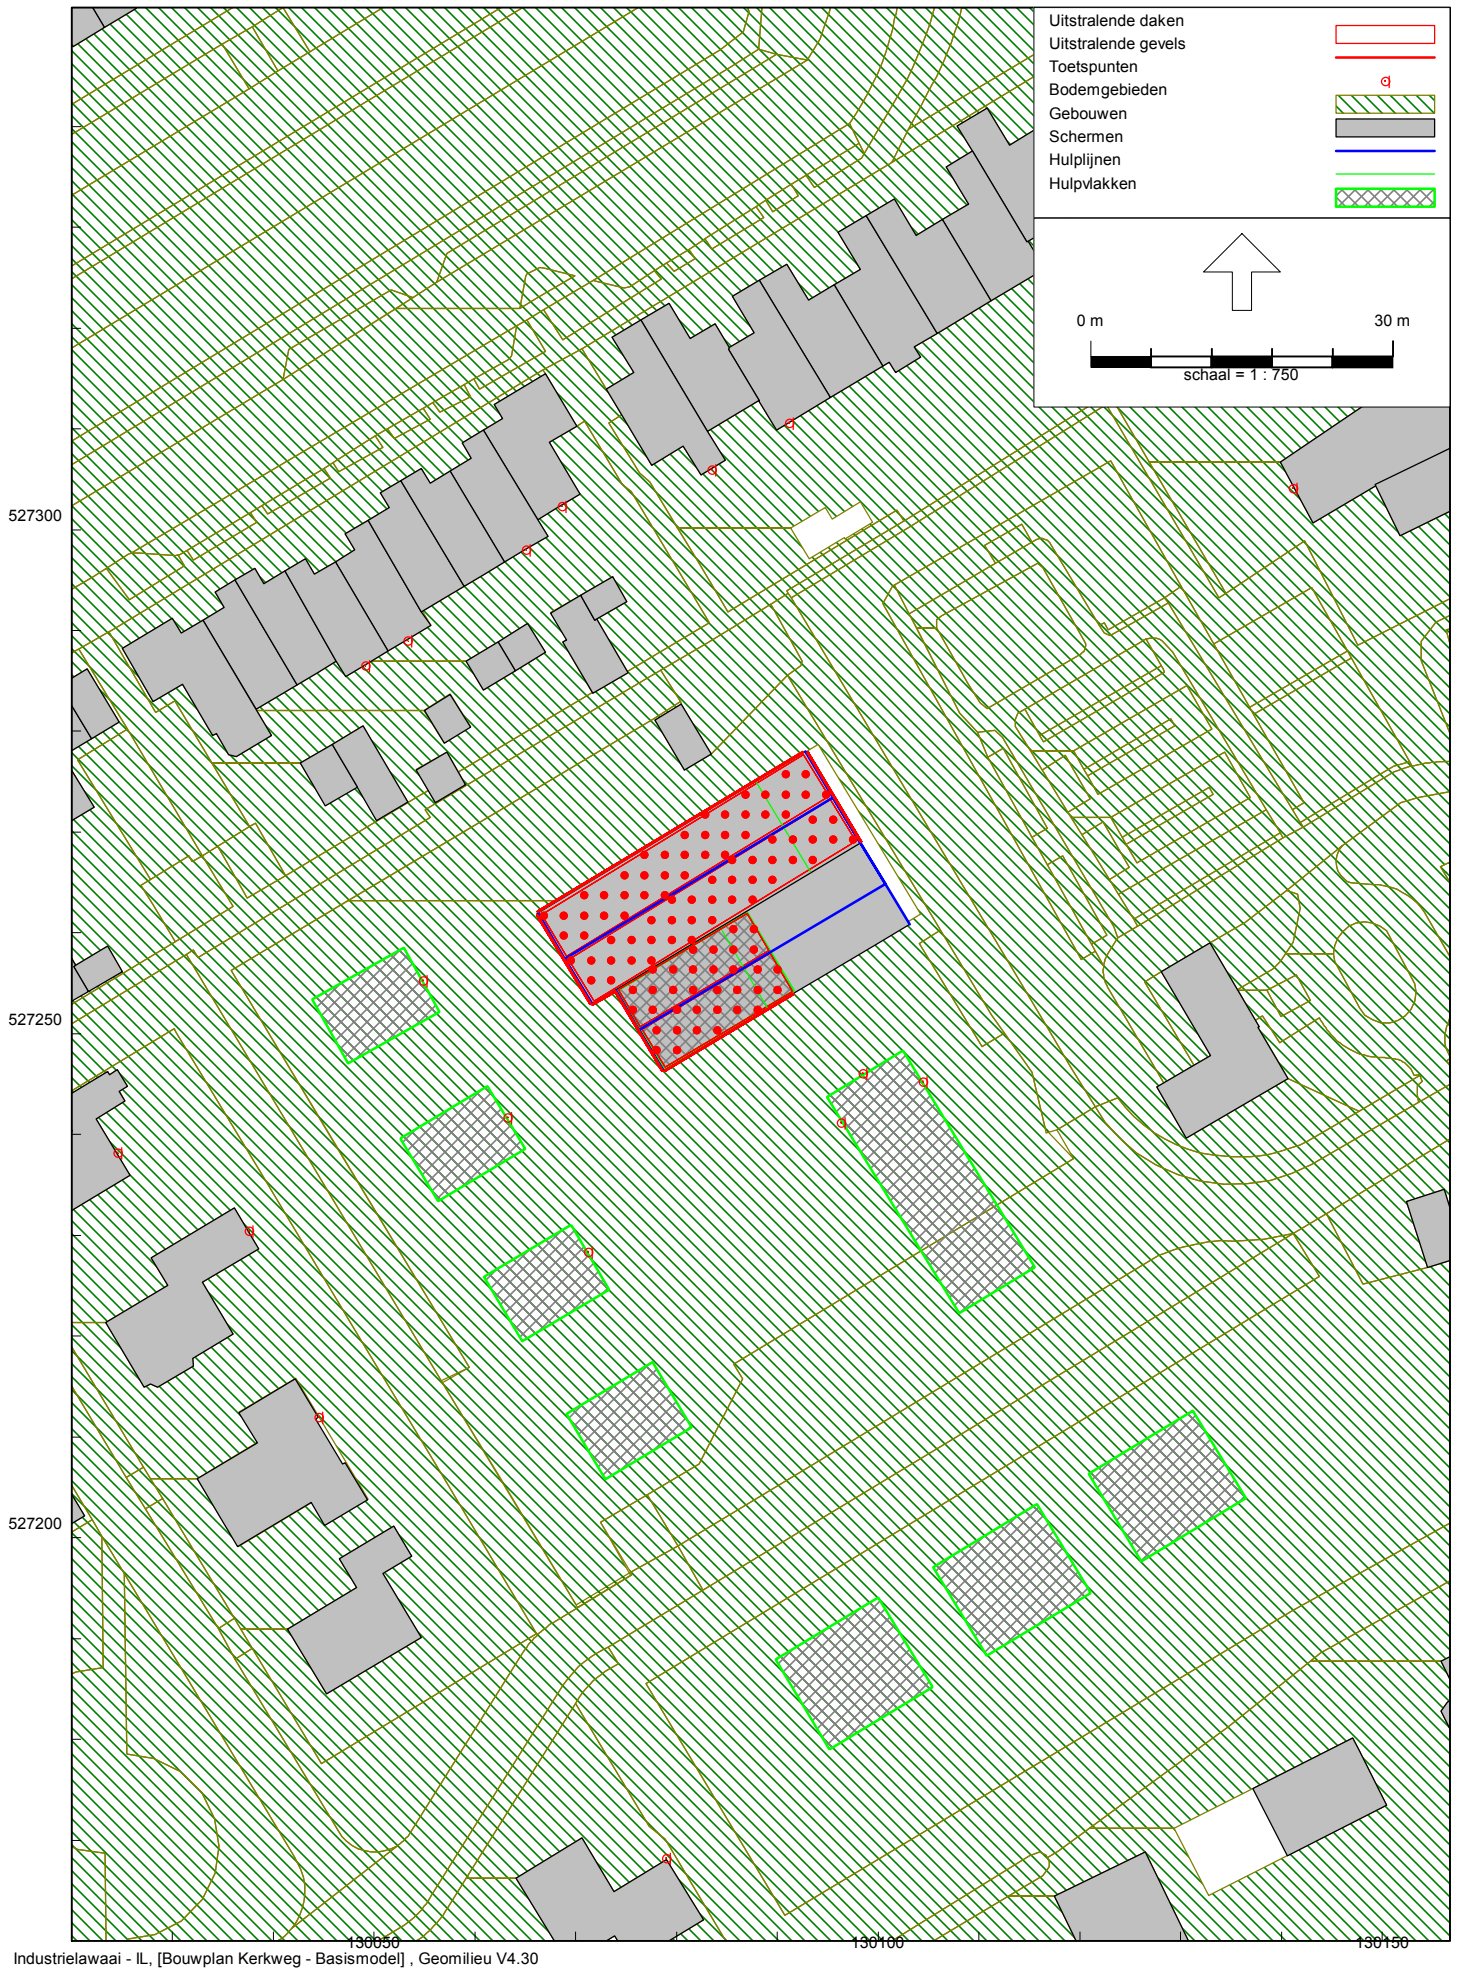 Uitstralende daken
Uitstralende gevels
Toetspunten
Bodemgebieden
Gebouwen
Schermen
Hulplijnen
Hulpvlakken
0 m 30 m
schaal = 1 : 750
527300
527250
527200
130050 130100 130150
Industrielawaai - IL, [Bouwplan Kerkweg - Basismodel] , Geomilieu V4.30